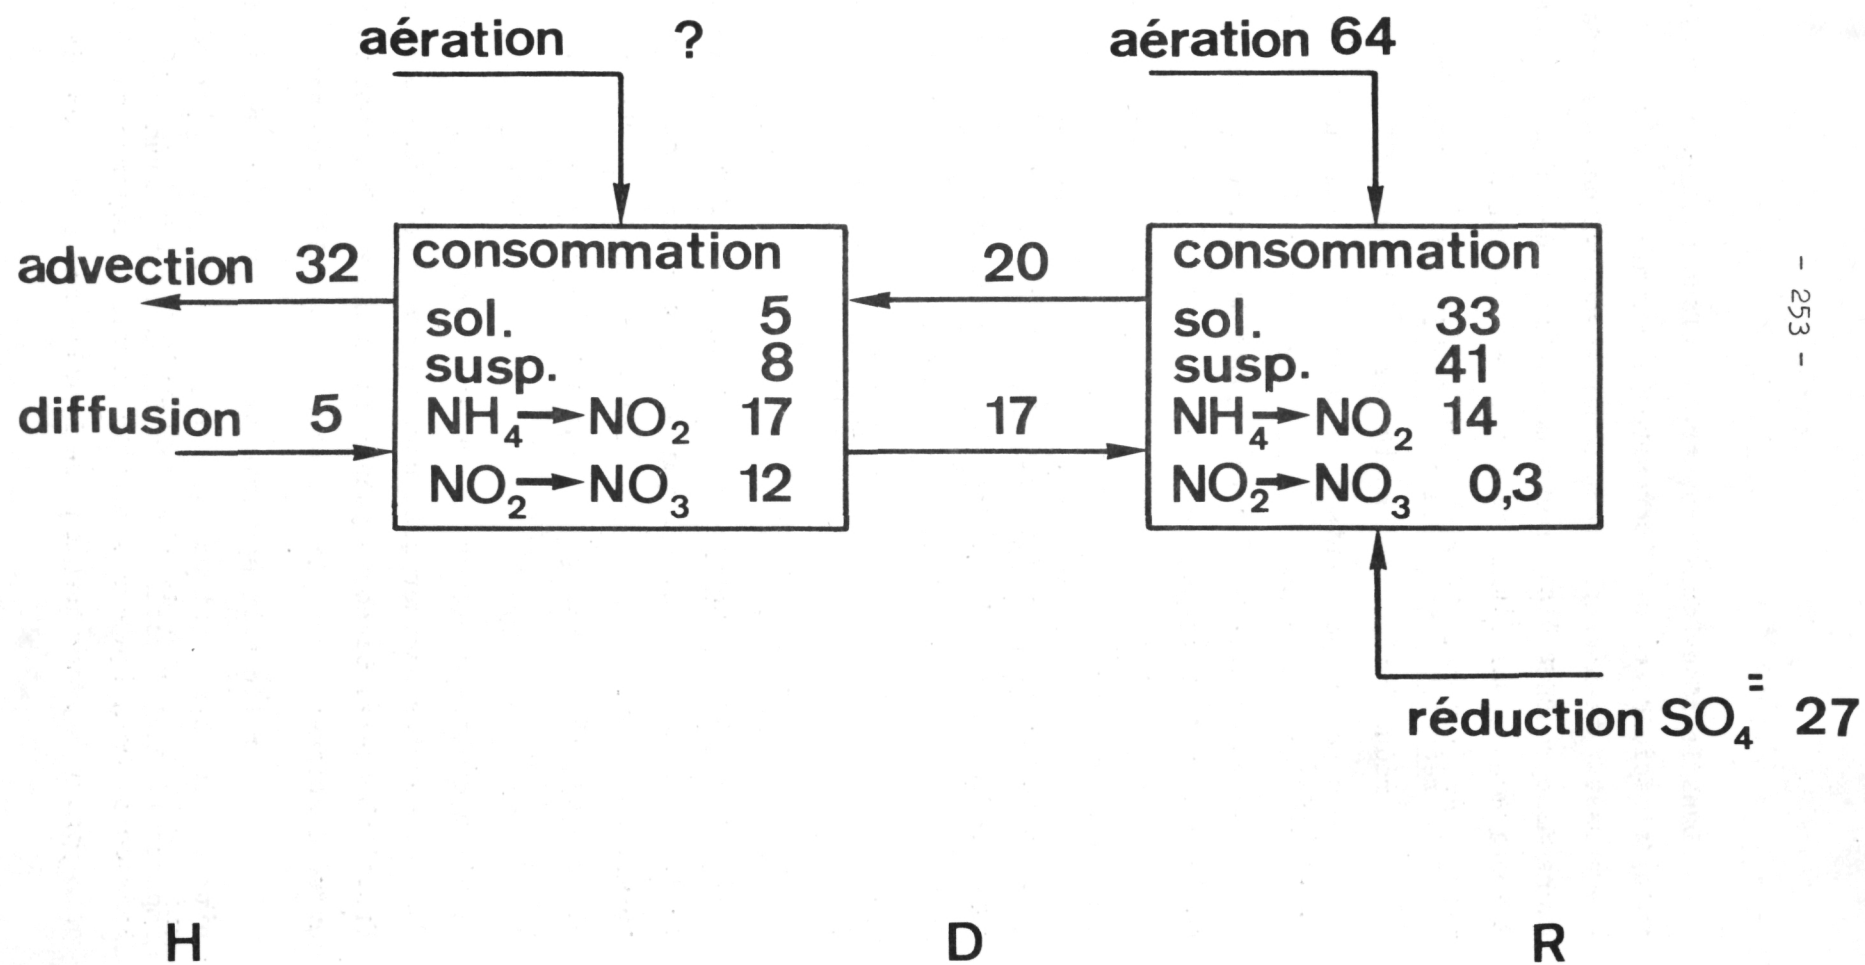 aération ?
aération 64
advection 32
diffusion 5
consommation
sol. 5
susp. 8
NH₄→NO₂ 17
NO₂→NO₃ 12
20
17
consommation
sol. 33
susp. 41
NH₄→NO₂ 14
NO₂→NO₃ 0,3
réduction SO₄⁼ 27
H D R
- 253 -